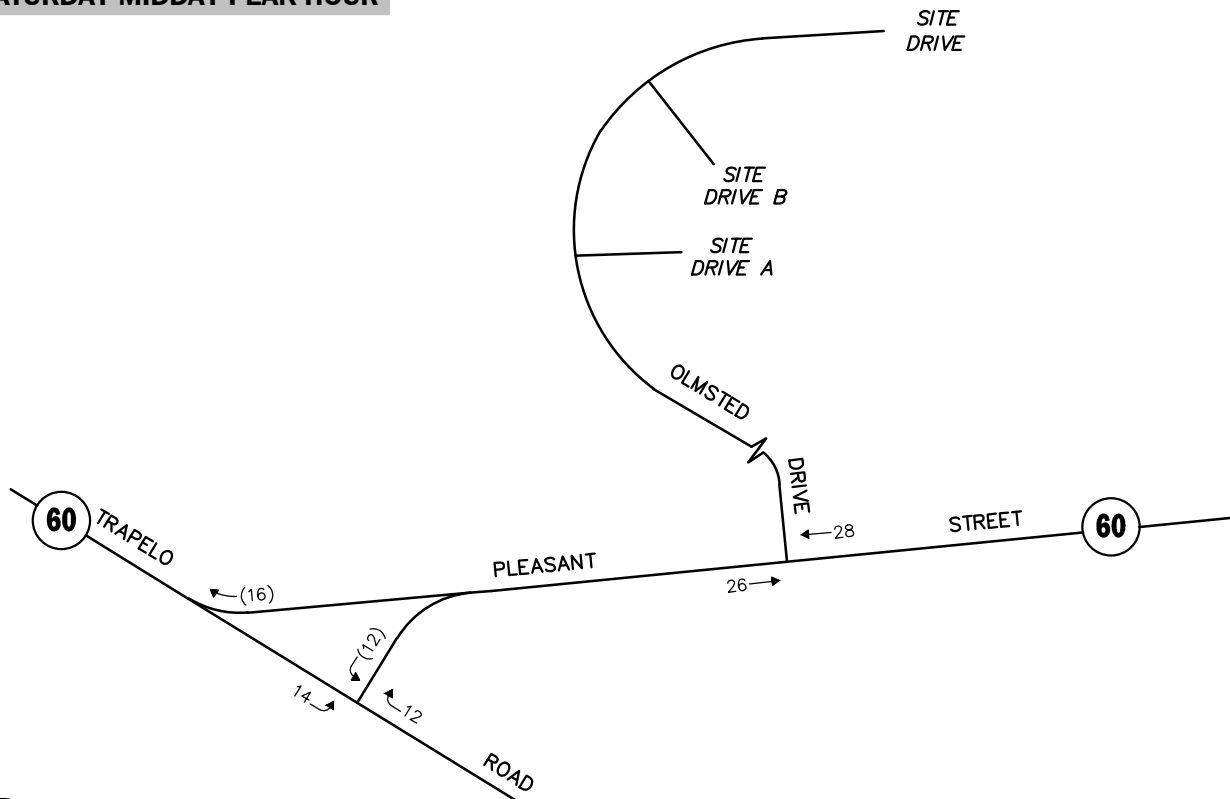 SATURDAY MIDDAY PEAK HOUR
SITE
DRIVE
SITE
DRIVE B
SITE
DRIVE A
OLMSTED
DRIVE
STREET
60
28
PLEASANT
26
60
TRAPELO
(16)
(12)
14
12
ROAD